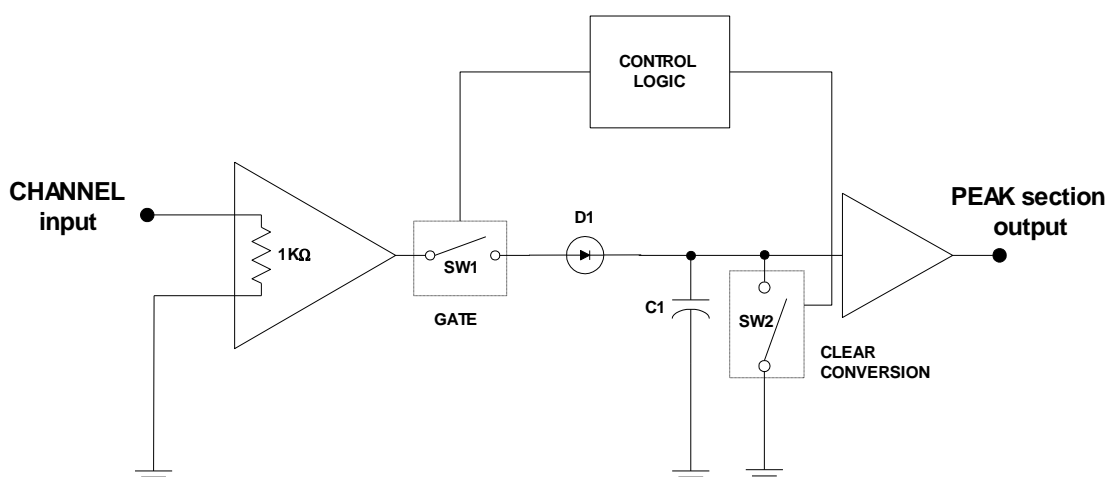 CONTROL
LOGIC
CHANNEL
input
1KΩ
SW1
GATE
D1
C1
SW2
CLEAR
CONVERSION
PEAK section
output